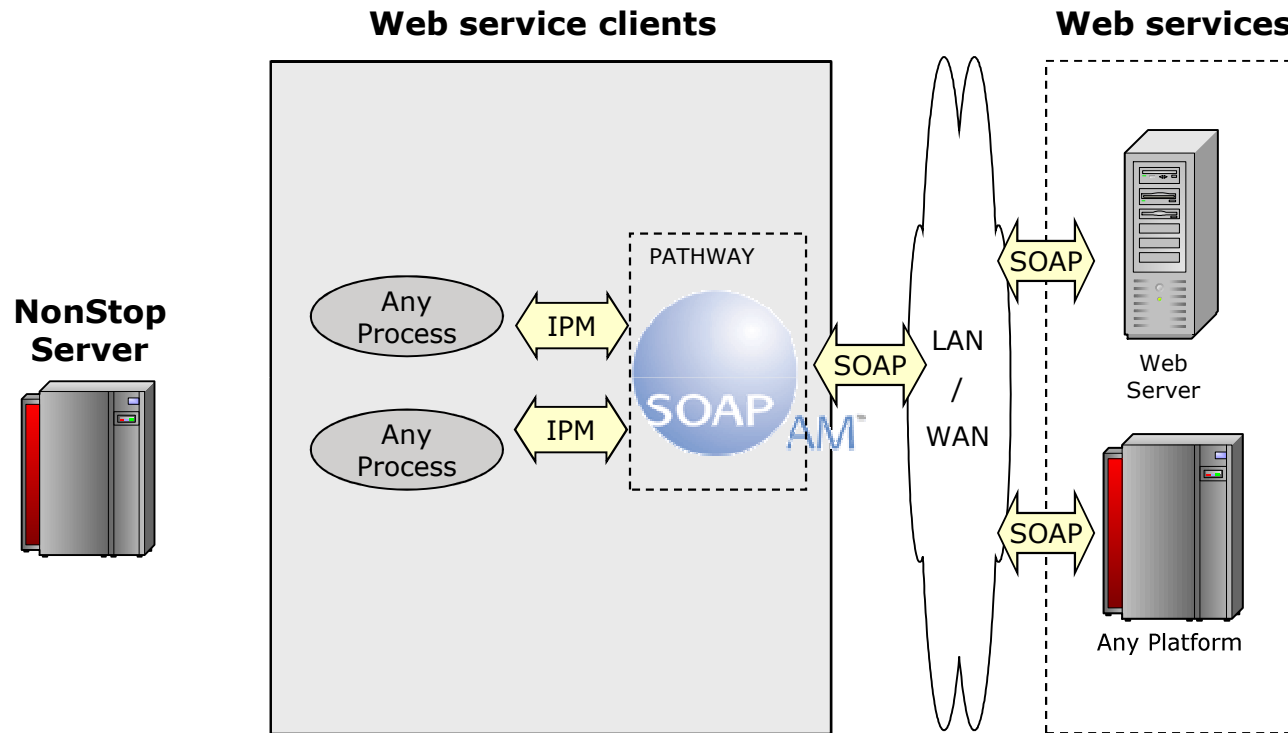 Web service clients
Web services
NonStop
Server
PATHWAY
Any
Process
IPM
Any
Process
IPM
SOAP
AM™
SOAP
LAN
/
WAN
SOAP
SOAP
Web
Server
Any Platform